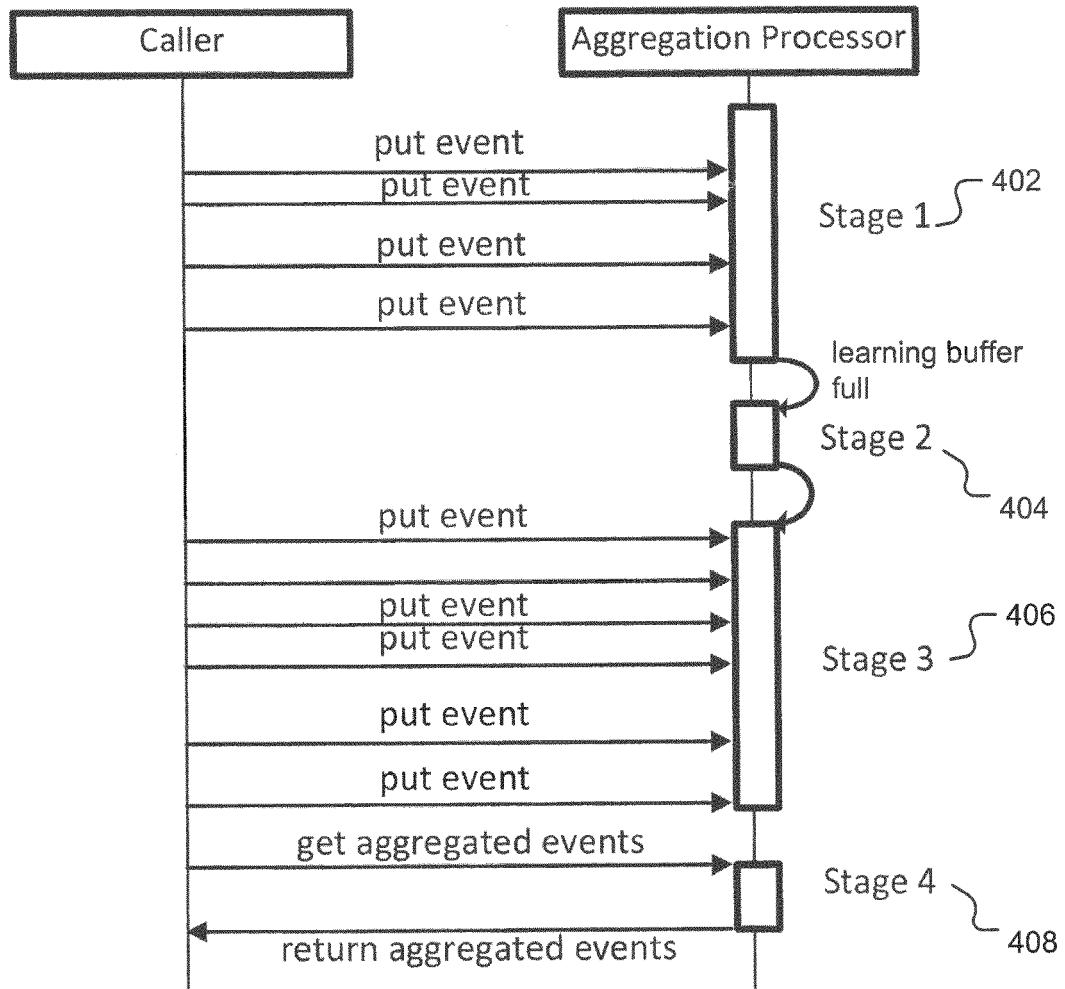 Caller
Aggregation Processor
put event
put event
402
Stage 1
put event
put event
learning buffer
full
Stage 2
404
put event
put event
406
put event
Stage 3
put event
put event
get aggregated events
Stage 4
408
return aggregated events